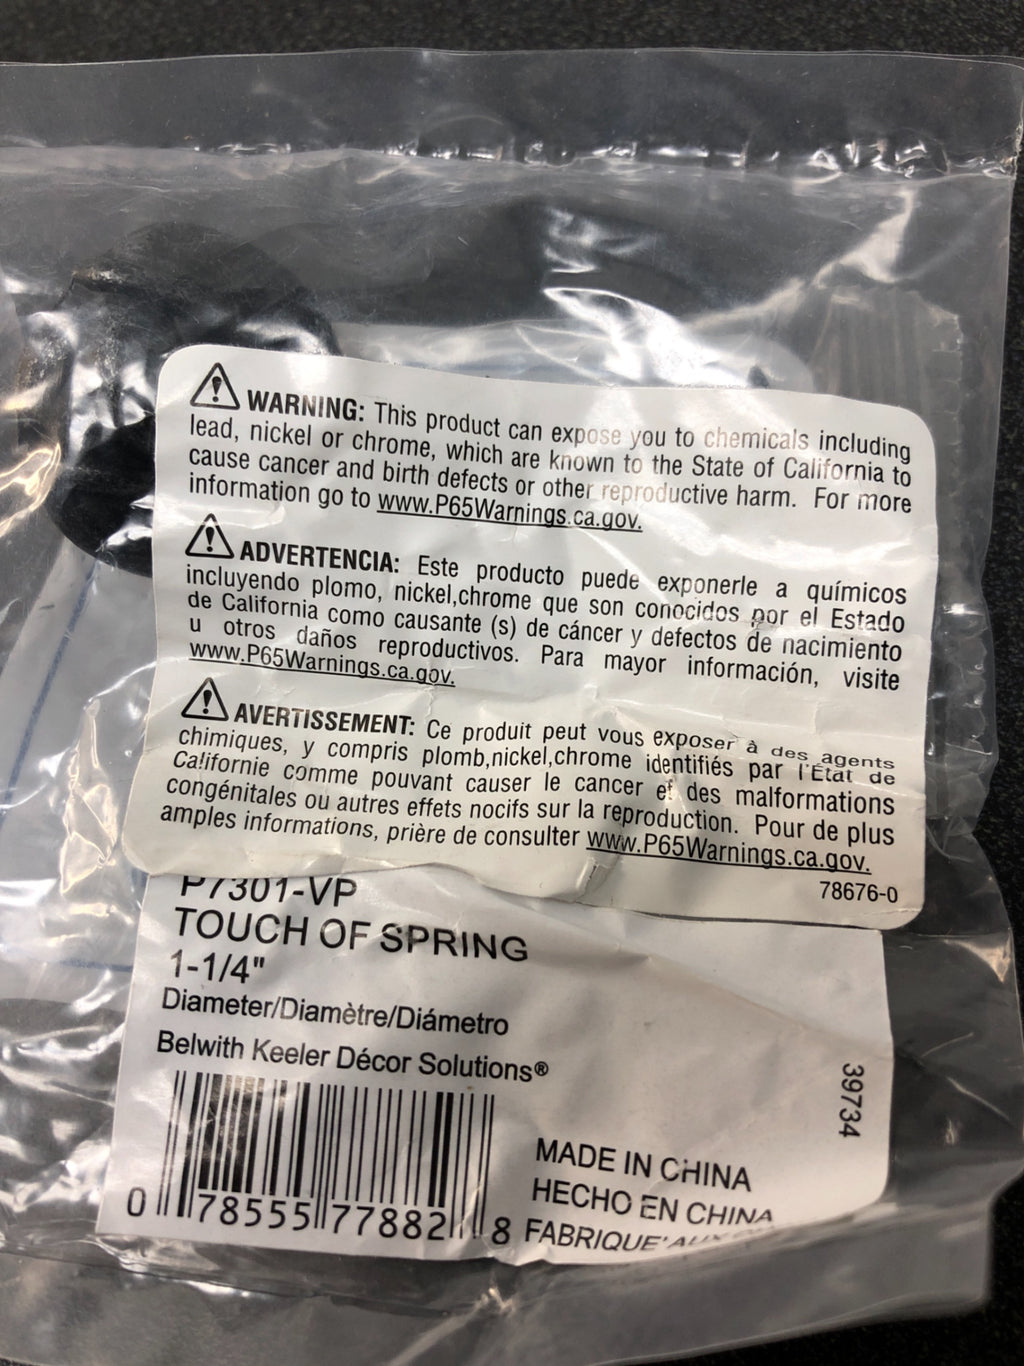 WARNING: This product can expose you to chemicals including
lead, nickel or chrome, which are known to the State of California to
cause cancer and birth defects or other reproductive harm. For more
information go to www.P65Warnings.ca.gov.
ADVERTENCIA: Este producto puede exponerle a químicos
incluyendo plomo, nickel,chrome que son conocidos por el Estado
de California como causante (s) de cáncer y defectos de nacimiento
u otros daños reproductivos. Para mayor información, visite
www.P65Warnings.ca.gov.
AVERTISSEMENT: Ce produit peut vous exposer à des agents
chimiques, y compris plomb,nickel,chrome identifiés par l'État de
Californie comme pouvant causer le cancer et des malformations
congénitales ou autres effets nocifs sur la reproduction. Pour de plus
amples informations, prière de consulter www.P65Warnings.ca.gov.
78676-0
P7301-VP
TOUCH OF SPRING
1-1/4"
Diameter/Diamètre/Diámetro
Belwith Keeler Décor Solutions®
39734
0 78555 77882 8
MADE IN CHINA
HECHO EN CHINA
FABRIQUE'